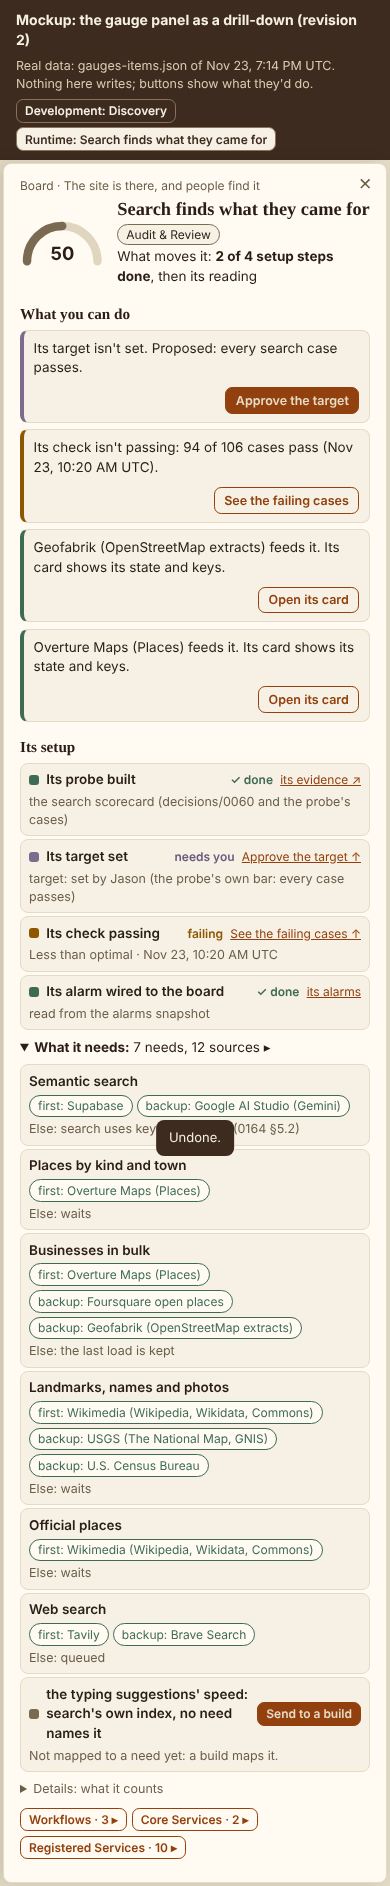 Mockup: the gauge panel as a drill-down (revision
2)
Real data: gauges-items.json of Nov 23, 7:14 PM UTC.
Nothing here writes; buttons show what they'd do.
Development: Discovery
Runtime: Search finds what they came for
Board · The site is there, and people find it ✕
50
Search finds what they came for
Audit & Review
What moves it: 2 of 4 setup steps
done, then its reading
What you can do
Its target isn't set. Proposed: every search case
passes.
Approve the target
Its check isn't passing: 94 of 106 cases pass (Nov
23, 10:20 AM UTC).
See the failing cases
Geofabrik (OpenStreetMap extracts) feeds it. Its
card shows its state and keys.
Open its card
Overture Maps (Places) feeds it. Its card shows its
state and keys.
Open its card
Its setup
Its probe built ✓ done its evidence ↗
the search scorecard (decisions/0060 and the probe's
cases)
Its target set needs you Approve the target ↑
target: set by Jason (the probe's own bar: every case
passes)
Its check passing failing See the failing cases ↑
Less than optimal · Nov 23, 10:20 AM UTC
Its alarm wired to the board ✓ done its alarms
read from the alarms snapshot
▼ What it needs: 7 needs, 12 sources ▸
Semantic search
first: Supabase backup: Google AI Studio (Gemini)
Else: search uses key (0164 §5.2)
Undone.
Places by kind and town
first: Overture Maps (Places)
Else: waits
Businesses in bulk
first: Overture Maps (Places)
backup: Foursquare open places
backup: Geofabrik (OpenStreetMap extracts)
Else: the last load is kept
Landmarks, names and photos
first: Wikimedia (Wikipedia, Wikidata, Commons)
backup: USGS (The National Map, GNIS)
backup: U.S. Census Bureau
Else: waits
Official places
first: Wikimedia (Wikipedia, Wikidata, Commons)
Else: waits
Web search
first: Tavily backup: Brave Search
Else: queued
the typing suggestions' speed:
search's own index, no need
names it
Send to a build
Not mapped to a need yet: a build maps it.
▶ Details: what it counts
Workflows · 3 ▸ Core Services · 2 ▸
Registered Services · 10 ▸